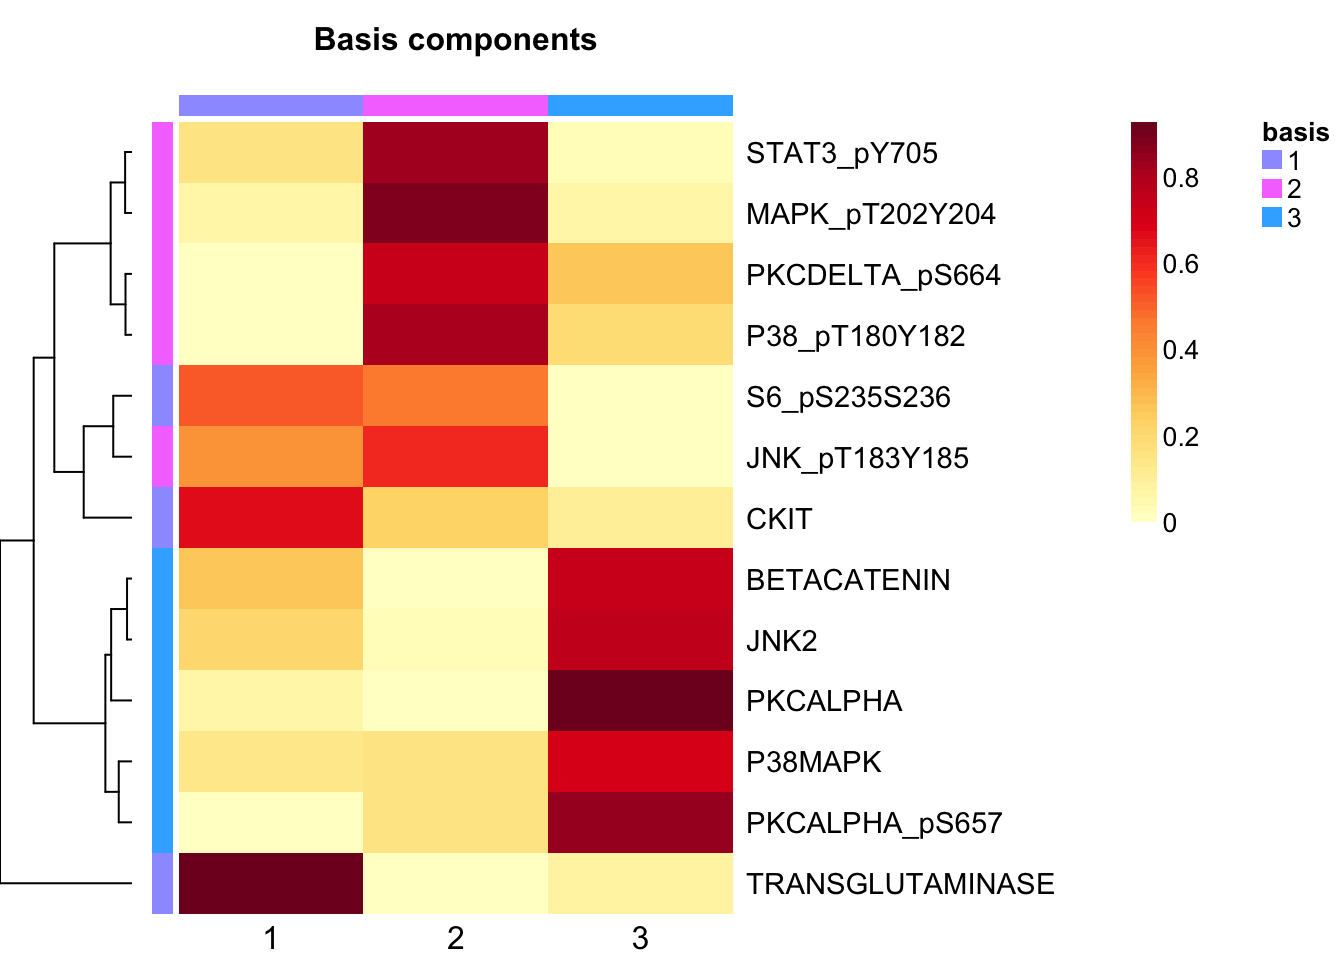 Basis components
STAT3_pY705
MAPK_pT202Y204
PKCDELTA_pS664
P38_pT180Y182
S6_pS235S236
JNK_pT183Y185
CKIT
BETACATENIN
JNK2
PKCALPHA
P38MAPK
PKCALPHA_pS657
TRANSGLUTAMINASE
1 2 3
0.8
0.6
0.4
0.2
0
basis
1
2
3